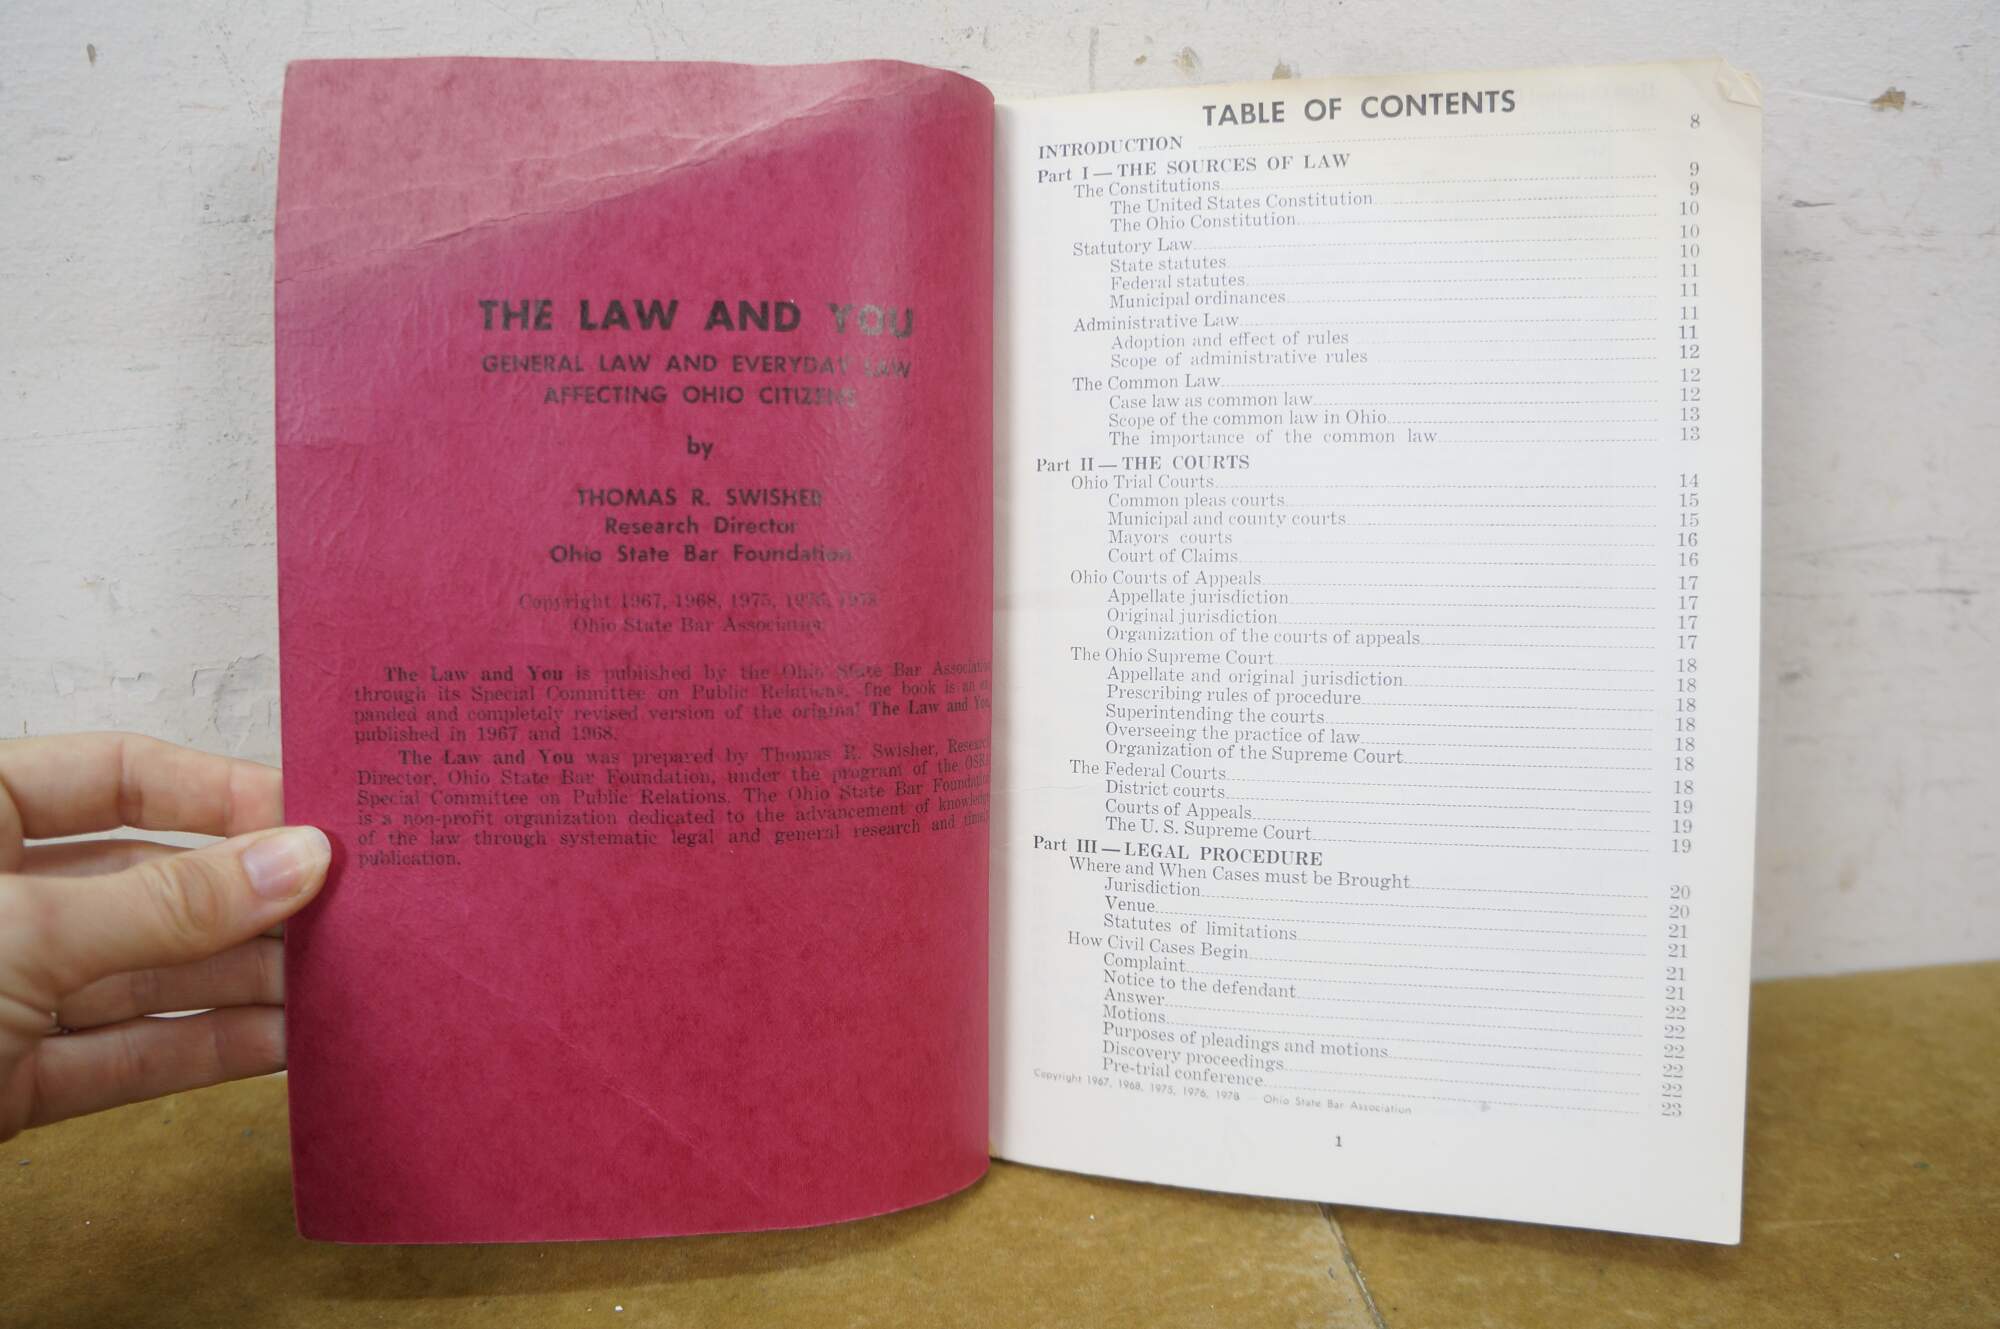 THE LAW AND YOU
GENERAL LAW AND EVERYDAY LAW
AFFECTING OHIO CITIZENS
by
THOMAS R. SWISHER
Research Director
Ohio State Bar Foundation
Copyright 1967, 1968, 1975, 1976, 1978
Ohio State Bar Association
The Law and You is published by the Ohio State Bar Association
through its Special Committee on Public Relations. The book is an ex-
panded and completely revised version of the original The Law and You
published in 1967 and 1968.
The Law and You was prepared by Thomas R. Swisher, Research
Director, Ohio State Bar Foundation, under the program of the OSBA
Special Committee on Public Relations. The Ohio State Bar Foundation
is a non-profit organization dedicated to the advancement of knowledge
of the law through systematic legal and general research and timely
publication.
TABLE OF CONTENTS
INTRODUCTION 8
Part I — THE SOURCES OF LAW
The Constitutions 9
The United States Constitution 9
The Ohio Constitution 10
Statutory Law 10
State statutes 10
Federal statutes 11
Municipal ordinances 11
Administrative Law 11
Adoption and effect of rules 11
Scope of administrative rules 12
The Common Law 12
Case law as common law 12
Scope of the common law in Ohio 13
The importance of the common law 13
Part II — THE COURTS
Ohio Trial Courts 14
Common pleas courts 15
Municipal and county courts 15
Mayors courts 16
Court of Claims 16
Ohio Courts of Appeals 17
Appellate jurisdiction 17
Original jurisdiction 17
Organization of the courts of appeals 17
The Ohio Supreme Court 18
Appellate and original jurisdiction 18
Prescribing rules of procedure 18
Superintending the courts 18
Overseeing the practice of law 18
Organization of the Supreme Court 18
The Federal Courts 18
District courts 19
Courts of Appeals 19
The U. S. Supreme Court 19
Part III — LEGAL PROCEDURE
Where and When Cases must be Brought 20
Jurisdiction 20
Venue 21
Statutes of limitations 21
How Civil Cases Begin 21
Complaint 21
Notice to the defendant 22
Answer 22
Motions 22
Purposes of pleadings and motions 22
Discovery proceedings 22
Pre-trial conference 23
Copyright 1967, 1968, 1975, 1976, 1978 Ohio State Bar Association
1